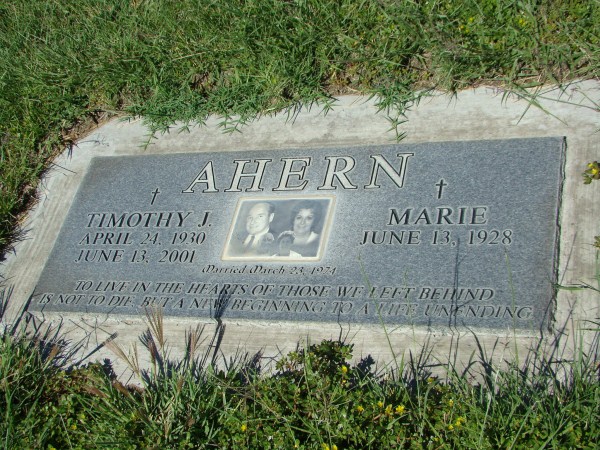 AHERN
TIMOTHY J.
APRIL 24, 1930
JUNE 13, 2001
MARIE
JUNE 13, 1928
Married March 23, 1974
TO LIVE IN THE HEARTS OF THOSE WE LEFT BEHIND
IS NOT TO DIE, BUT A NEW BEGINNING TO A LIFE UNENDING